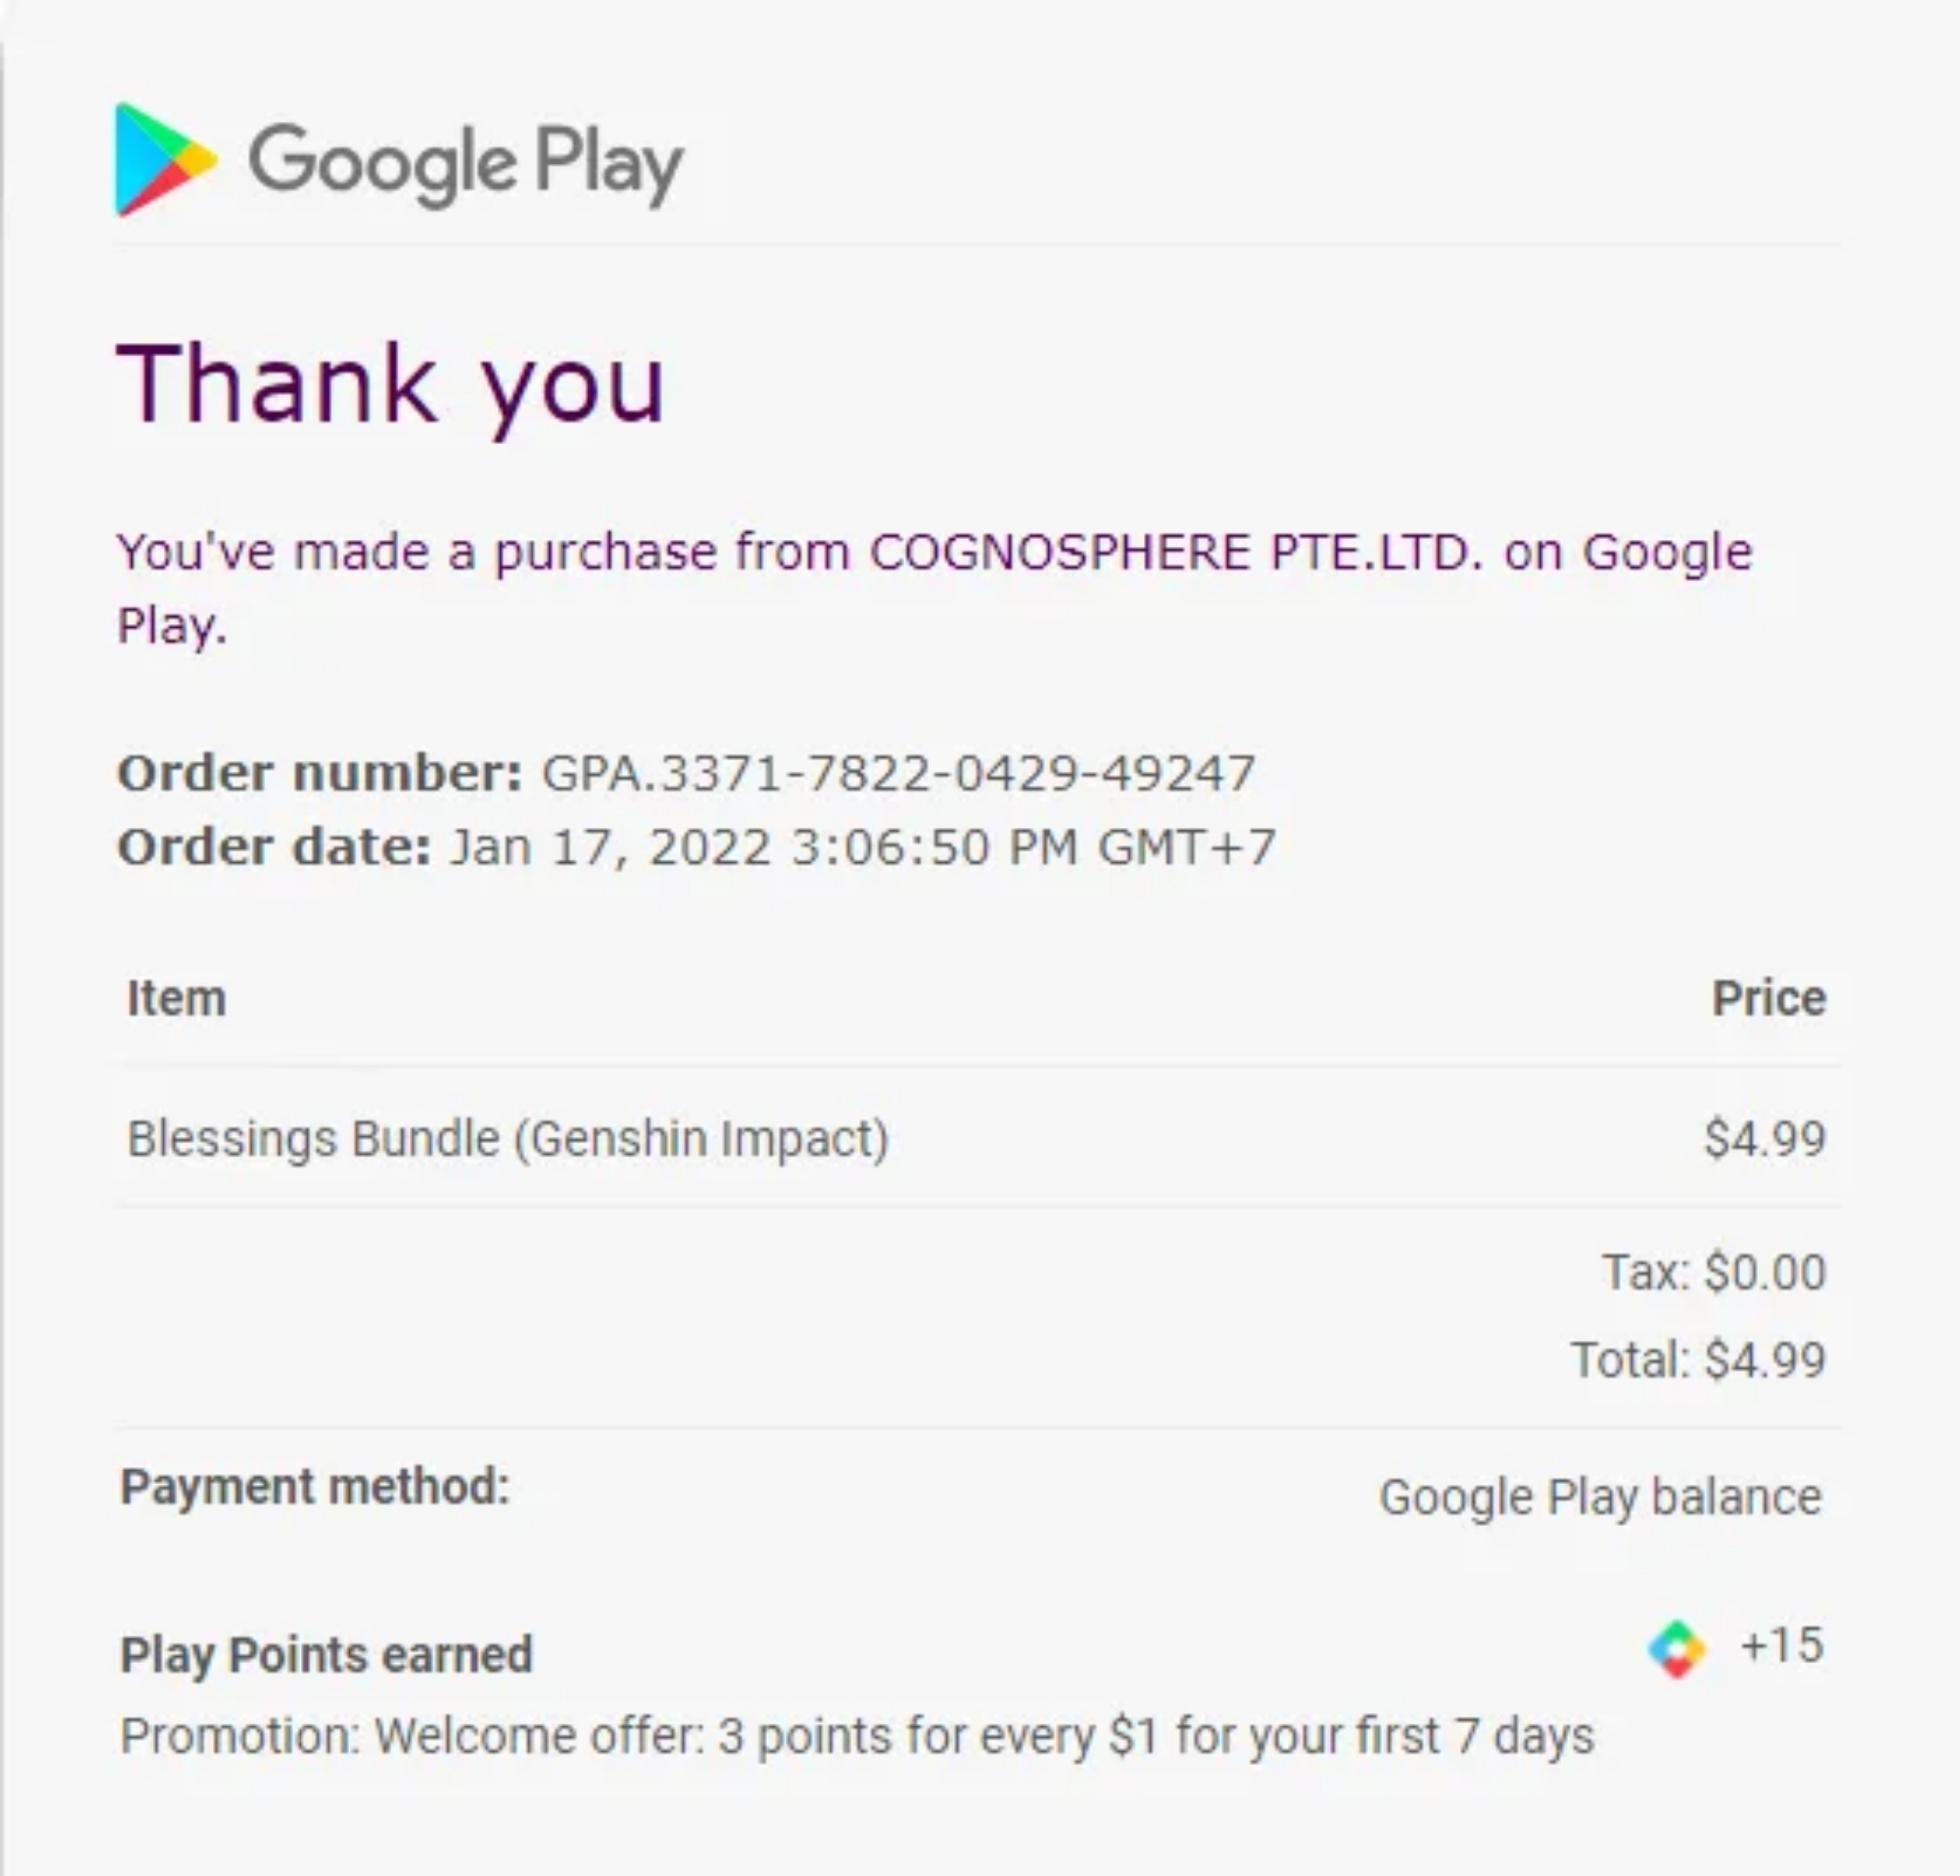 Google Play
Thank you
You've made a purchase from COGNOSPHERE PTE.LTD. on Google
Play.
Order number: GPA.3371-7822-0429-49247
Order date: Jan 17, 2022 3:06:50 PM GMT+7
Item Price
Blessings Bundle (Genshin Impact) $4.99
Tax: $0.00
Total: $4.99
Payment method: Google Play balance
Play Points earned +15
Promotion: Welcome offer: 3 points for every $1 for your first 7 days